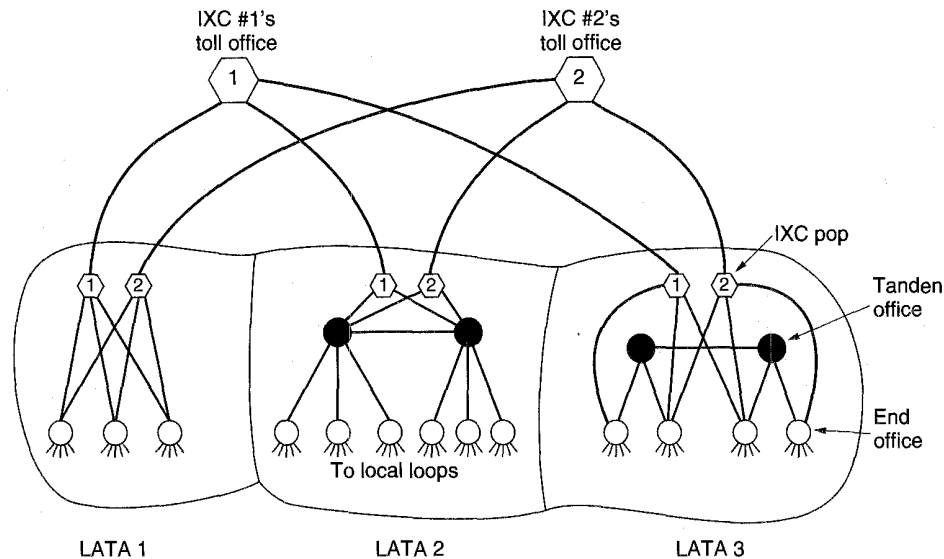 IXC #1's
toll office
1
IXC #2's
toll office
2
IXC pop
1
2
1
2
1
2
Tanden
office
End
office
To local loops
LATA 1
LATA 2
LATA 3